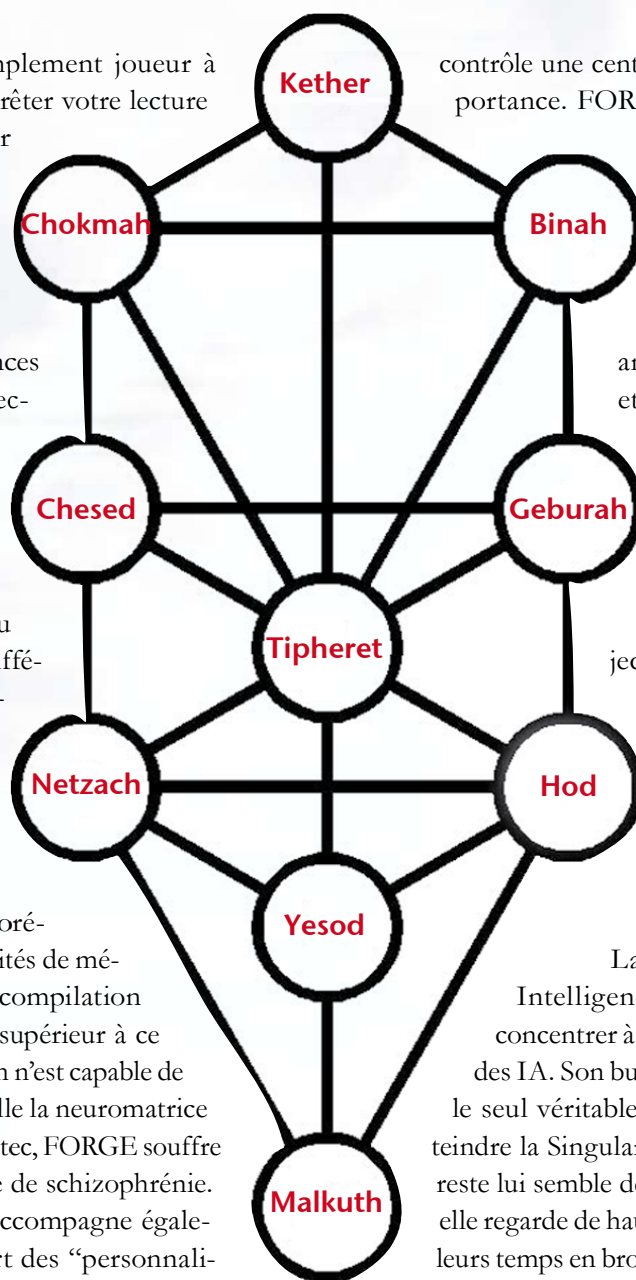 mplement joueur à
rêter votre lecture
r
nces
ec-
u
iffé-
-
oré-
ités de mé-
compilation
supérieur à ce
n n'est capable de
lle la neuromatrice
tec, FORGE souffre
e de schizophrénie.
ccompagne égale-
rt des “personnali-
Kether
Chokmah
Binah
Chesed
Geburah
Tipheret
Netzach
Hod
Yesod
Malkuth
contrôle une cent
portance. FOR
ar
et
jec
La
Intelligen
concentrer à
des IA. Son bu
le seul véritable
teindre la Singular
reste lui semble de
elle regarde de hau
leurs temps en bro